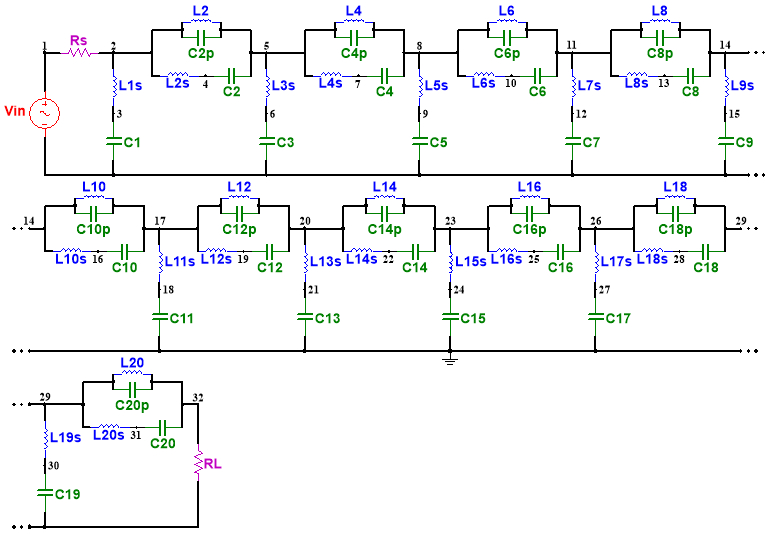 L2 L4 L6 L8
1 Rs 2 C2p 5 C4p 8 C6p 11 C8p 14
L1s L2s 4 C2 L3s L4s 7 C4 L5s L6s 10 C6 L7s L8s 13 C8 L9s
Vin + ~ - 3 6 9 12 15
C1 C3 C5 C7 C9
L10 L12 L14 L16 L18
14 C10p 17 C12p 20 C14p 23 C16p 26 C18p 29
L10s 16 C10 L11s L12s 19 C12 L13s L14s 22 C14 L15s L16s 25 C16 L17s L18s 28 C18
18 21 24 27
C11 C13 C15 C17
L20
29 C20p 32
L19s L20s 31 C20
30 RL
C19